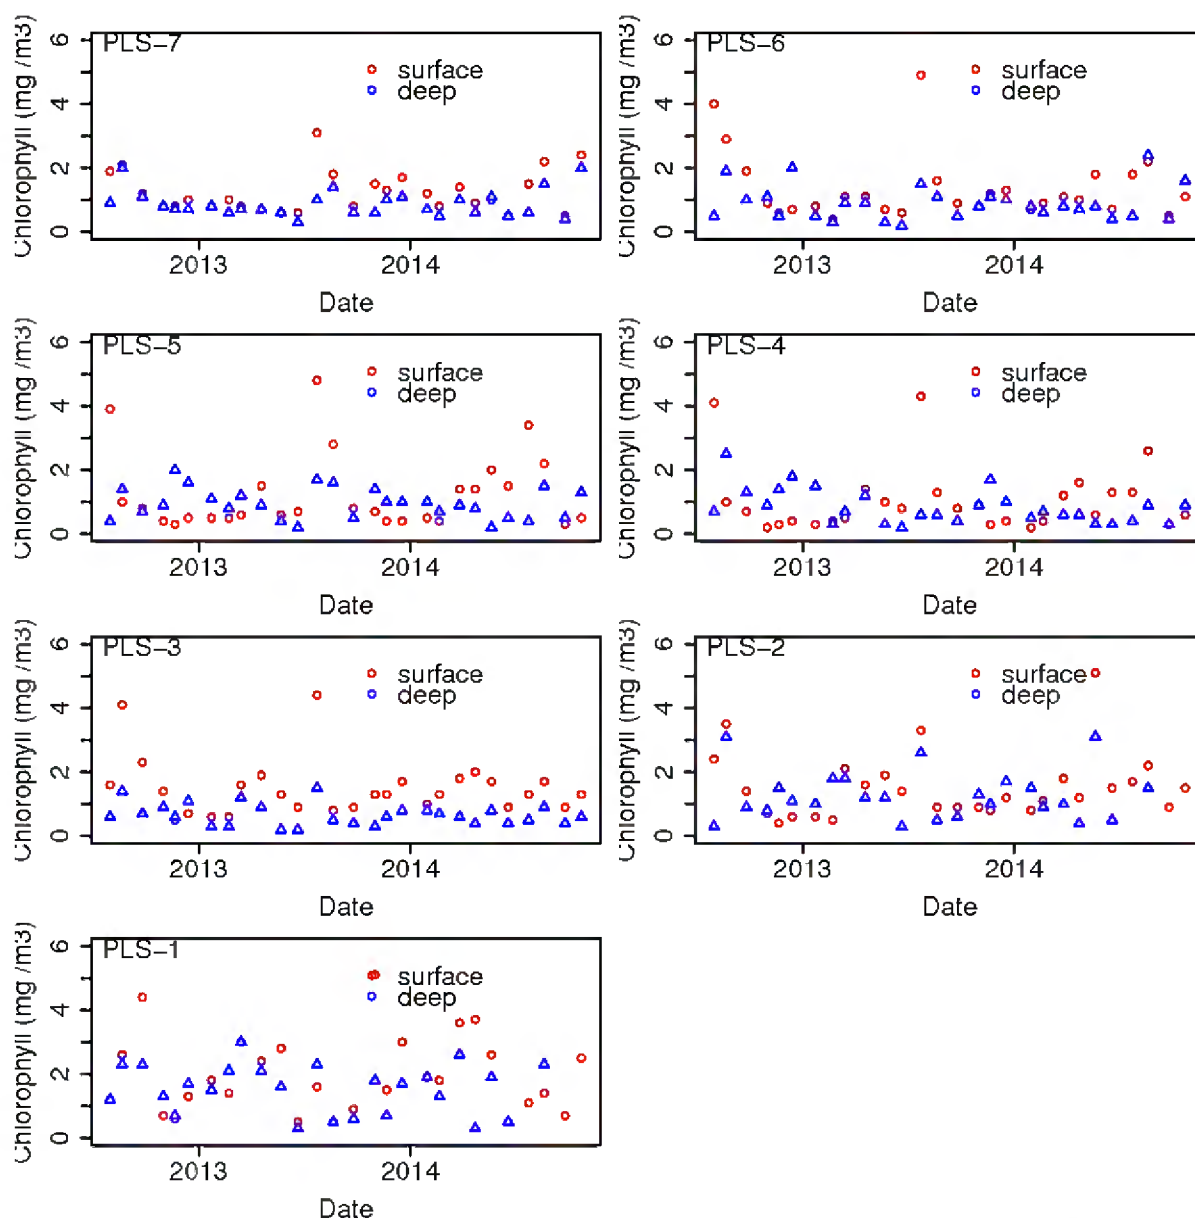 PLS-7
surface
deep
Chlorophyll (mg /m3)
0 2 4 6
2013 2014
Date
PLS-6
surface
deep
Chlorophyll (mg /m3)
0 2 4 6
2013 2014
Date
PLS-5
surface
deep
Chlorophyll (mg /m3)
0 2 4 6
2013 2014
Date
PLS-4
surface
deep
Chlorophyll (mg /m3)
0 2 4 6
2013 2014
Date
PLS-3
surface
deep
Chlorophyll (mg /m3)
0 2 4 6
2013 2014
Date
PLS-2
surface
deep
Chlorophyll (mg /m3)
0 2 4 6
2013 2014
Date
PLS-1
surface
deep
Chlorophyll (mg /m3)
0 2 4 6
2013 2014
Date